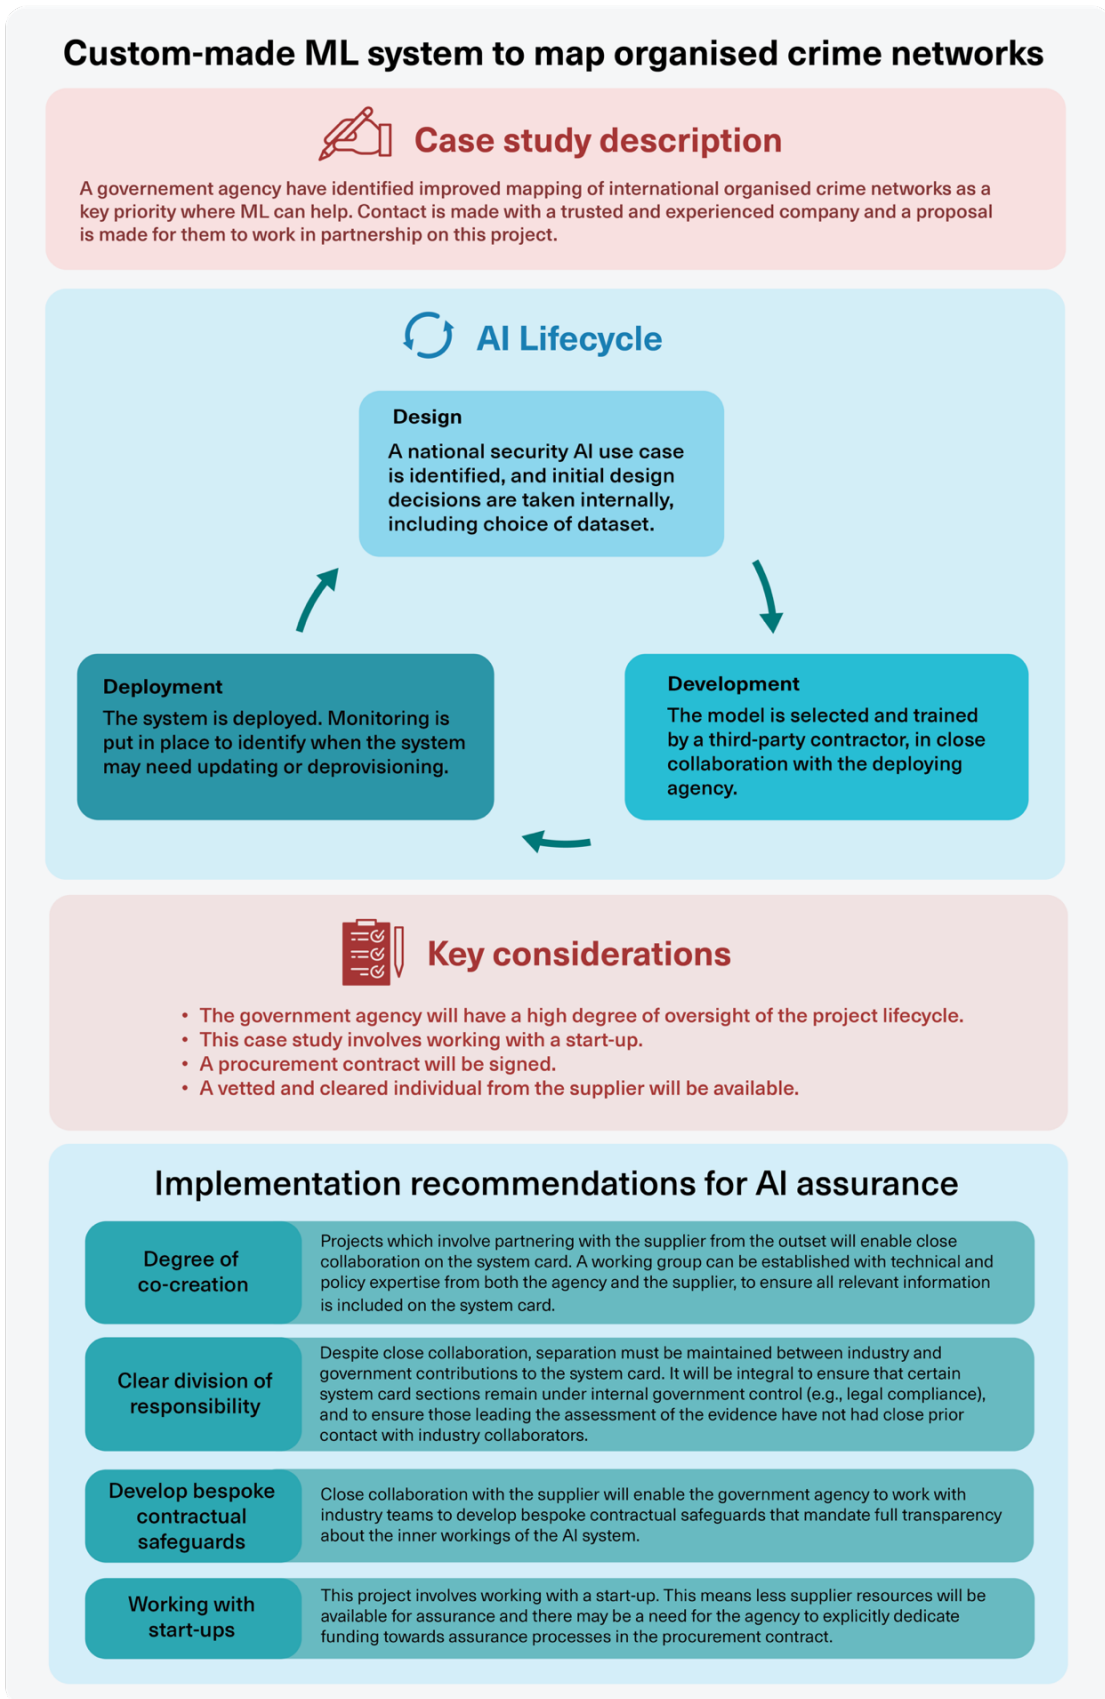 Custom-made ML system to map organised crime networks
Case study description
A governement agency have identified improved mapping of international organised crime networks as a
key priority where ML can help. Contact is made with a trusted and experienced company and a proposal
is made for them to work in partnership on this project.
AI Lifecycle
Design
A national security AI use case
is identified, and initial design
decisions are taken internally,
including choice of dataset.
Development
The model is selected and trained
by a third-party contractor, in close
collaboration with the deploying
agency.
Deployment
The system is deployed. Monitoring is
put in place to identify when the system
may need updating or deprovisioning.
Key considerations
• The government agency will have a high degree of oversight of the project lifecycle.
• This case study involves working with a start-up.
• A procurement contract will be signed.
• A vetted and cleared individual from the supplier will be available.
Implementation recommendations for AI assurance
Degree of
co-creation
Projects which involve partnering with the supplier from the outset will enable close
collaboration on the system card. A working group can be established with technical and
policy expertise from both the agency and the supplier, to ensure all relevant information
is included on the system card.
Clear division of
responsibility
Despite close collaboration, separation must be maintained between industry and
government contributions to the system card. It will be integral to ensure that certain
system card sections remain under internal government control (e.g., legal compliance),
and to ensure those leading the assessment of the evidence have not had close prior
contact with industry collaborators.
Develop bespoke
contractual
safeguards
Close collaboration with the supplier will enable the government agency to work with
industry teams to develop bespoke contractual safeguards that mandate full transparency
about the inner workings of the AI system.
Working with
start-ups
This project involves working with a start-up. This means less supplier resources will be
available for assurance and there may be a need for the agency to explicitly dedicate
funding towards assurance processes in the procurement contract.